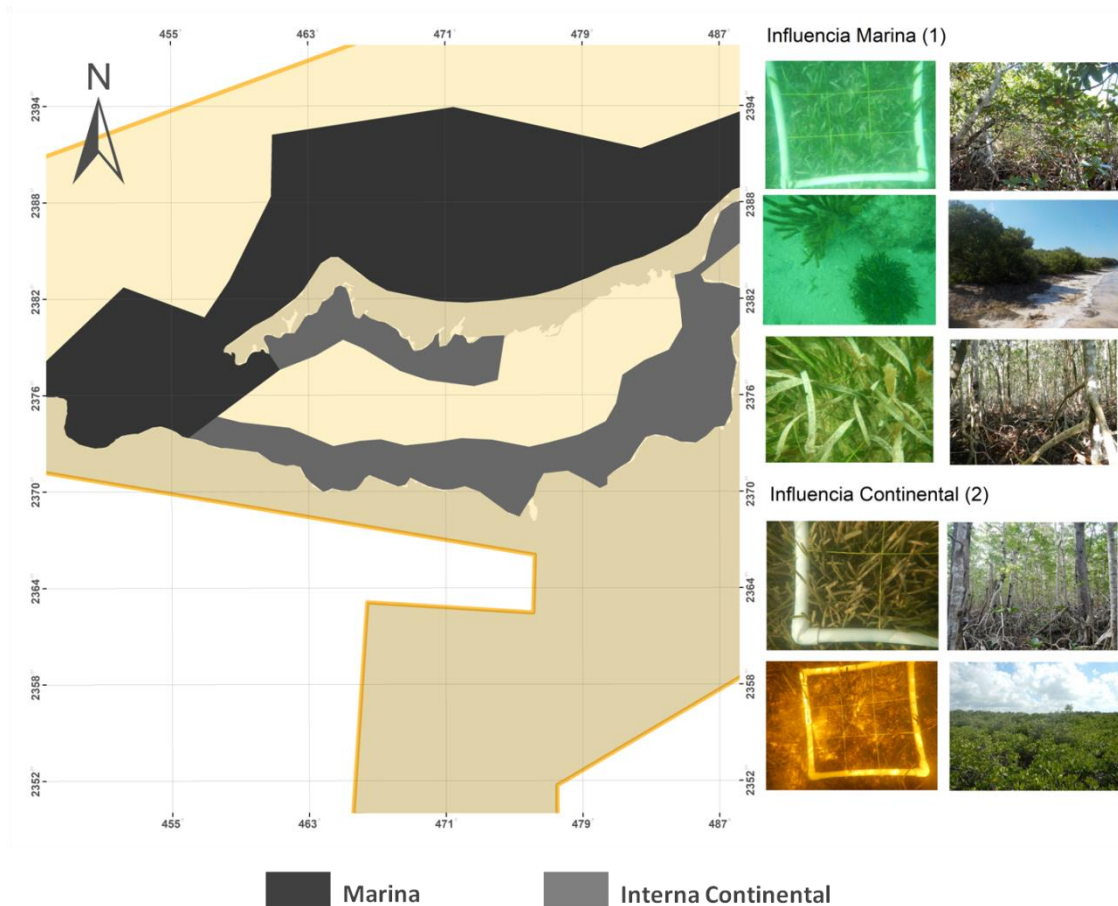 Influencia Marina (1)
455 463 471 479 487
N
2394 2394
2388 2388
2382 2382
2376 2376
2370 2370
Influencia Continental (2)
2364 2364
2358 2358
2352 2352
455 463 471 479 487
Marina Interna Continental